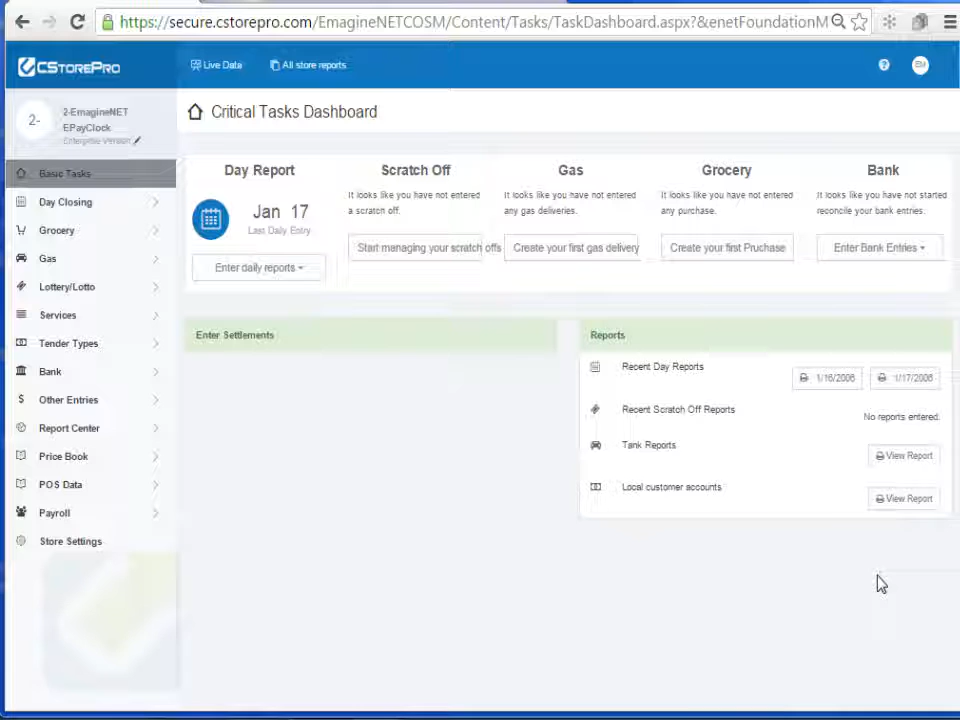 https://secure.cstorepro.com/EmagineNETCOSM/Content/Tasks/TaskDashboard.aspx?&enetFoundationM
CStorePro
Live Data
All store reports
?
EM
2-
2-EmagineNET
EPayClock
Enterprise Version
Critical Tasks Dashboard
Basic Tasks
Day Closing
Grocery
Gas
Lottery/Lotto
Services
Tender Types
Bank
Other Entries
Report Center
Price Book
POS Data
Payroll
Store Settings
Day Report
Jan 17
Last Daily Entry
Enter daily reports
Scratch Off
It looks like you have not entered
a scratch off.
Start managing your scratch offs
Gas
It looks like you have not entered
any gas deliveries.
Create your first gas delivery
Grocery
It looks like you have not entered
any purchase.
Create your first Pruchase
Bank
It looks like you have not started
reconcile your bank entries.
Enter Bank Entries
Enter Settlements
Reports
Recent Day Reports
1/16/2006
1/17/2006
Recent Scratch Off Reports
No reports entered.
Tank Reports
View Report
Local customer accounts
View Report